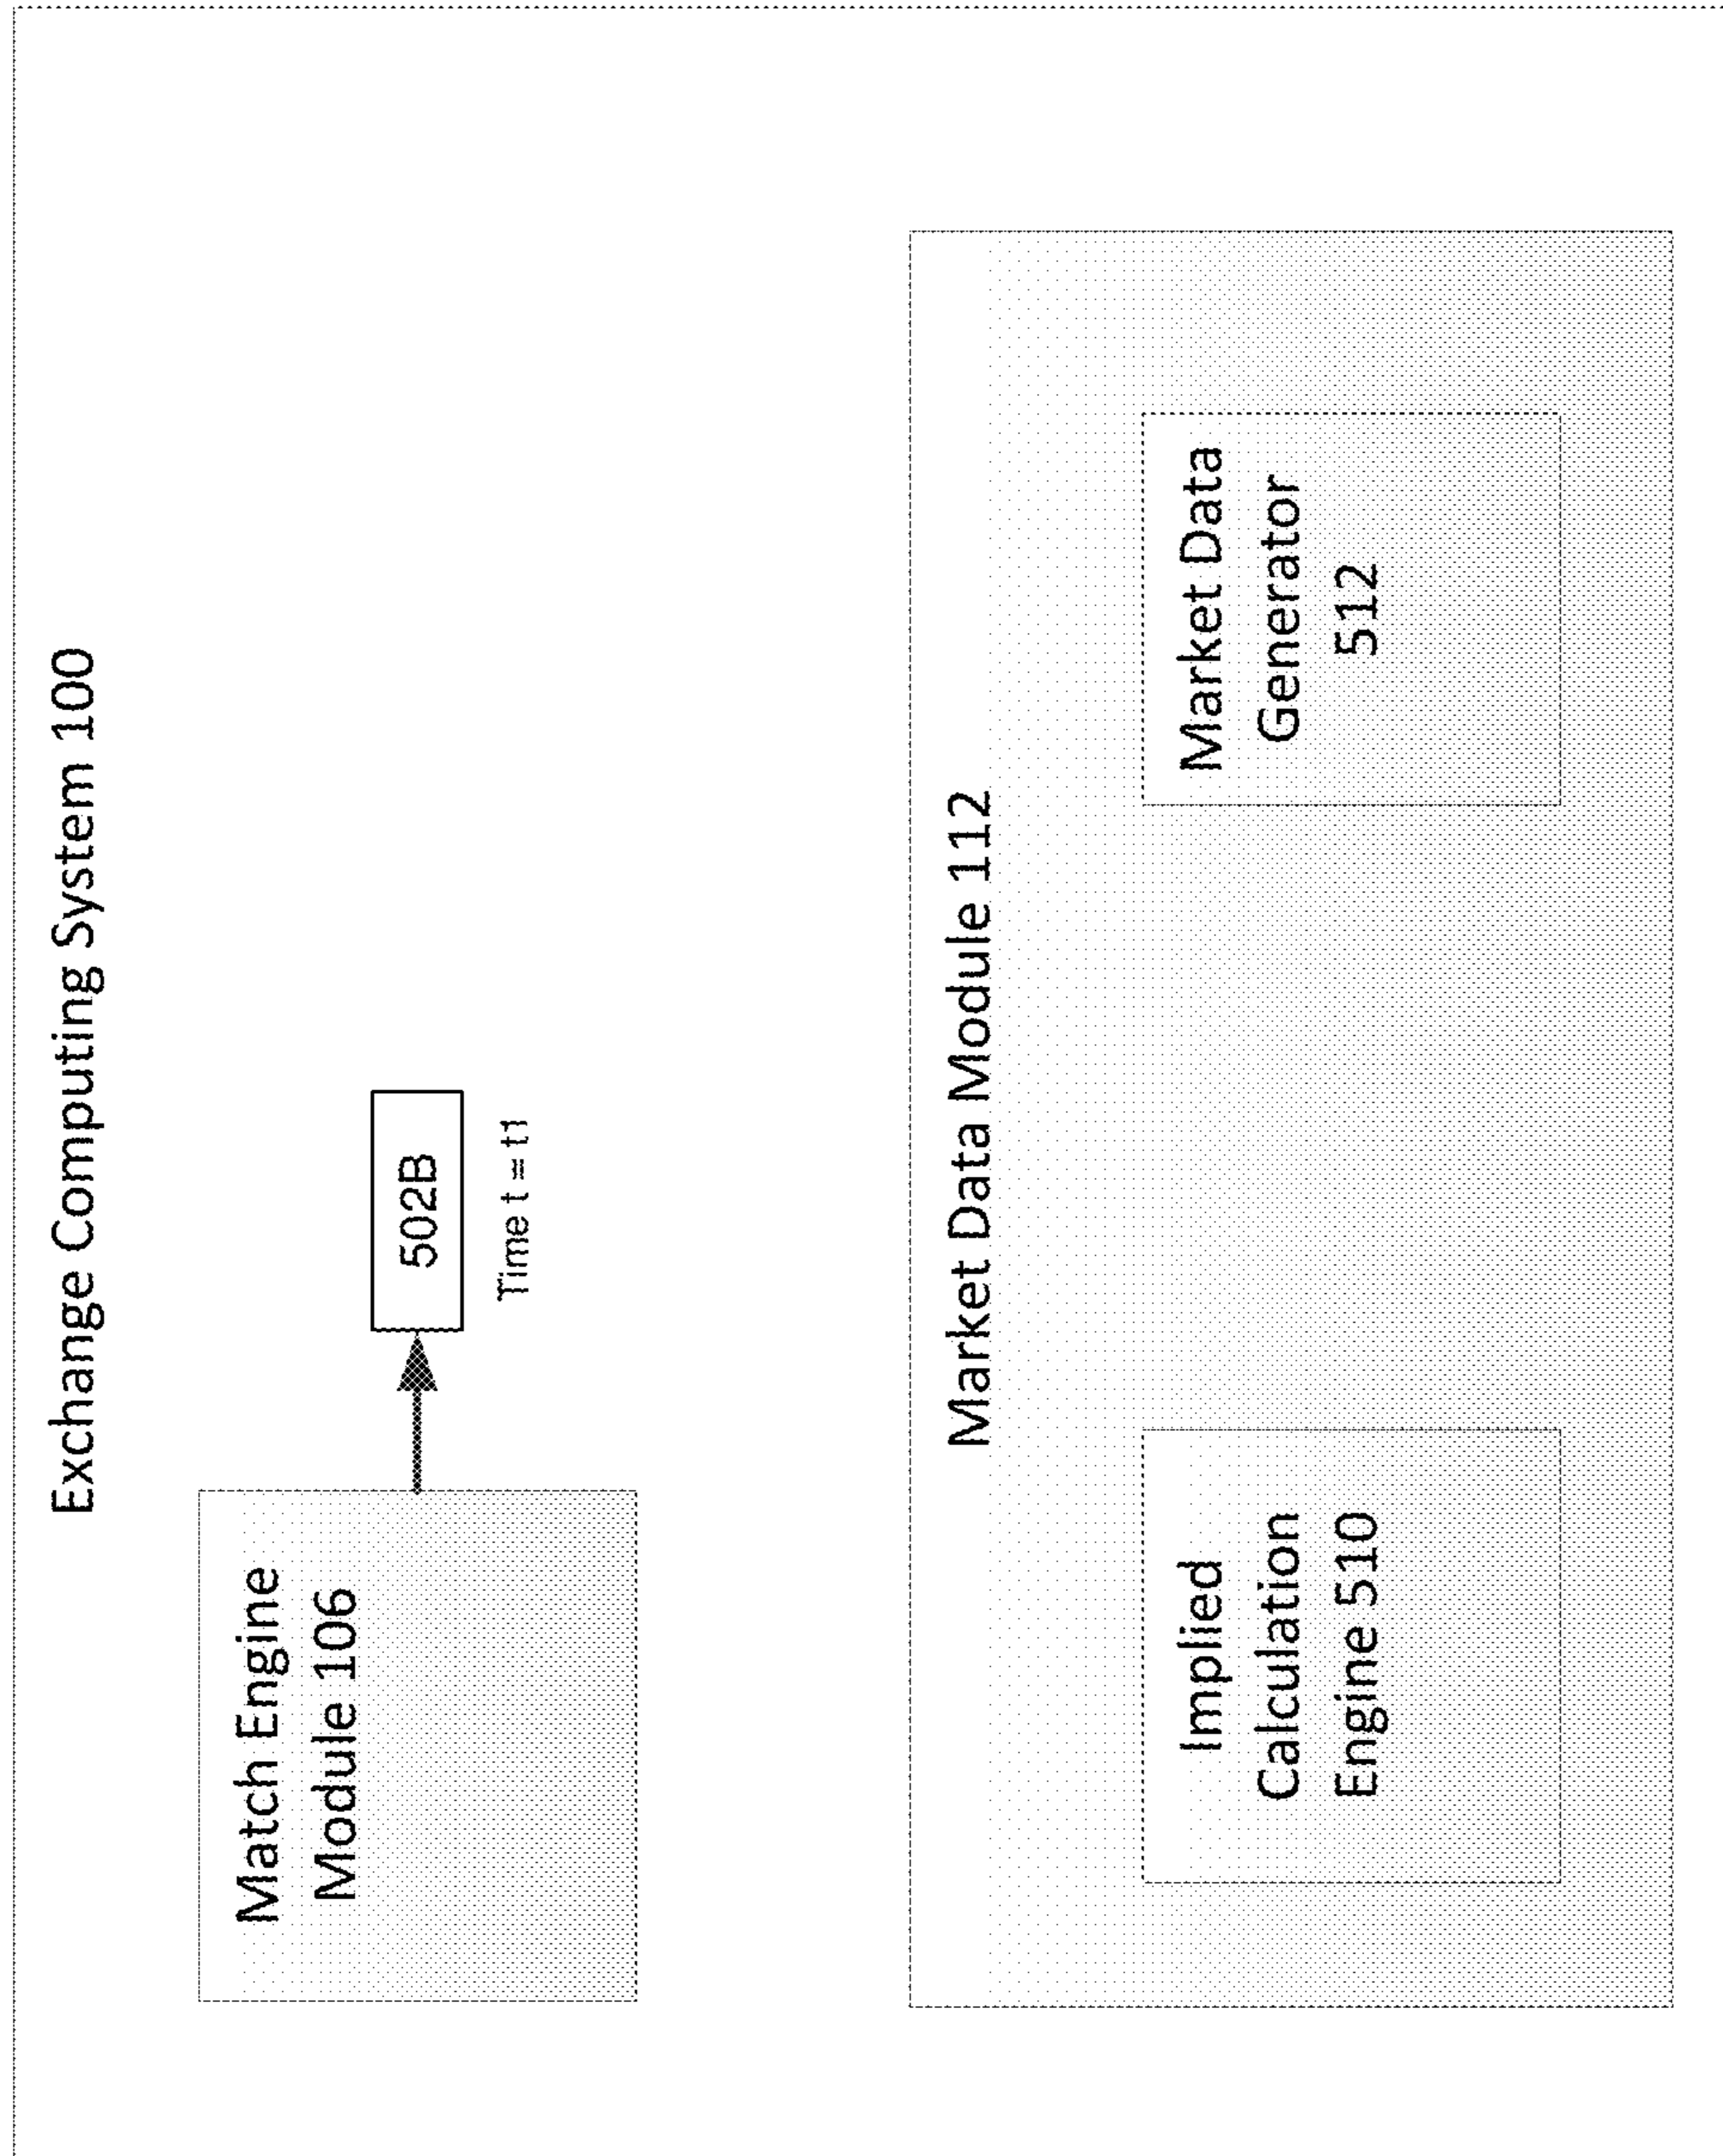 Exchange Computing System 100
Match Engine
Module 106
502B
Time t = t1
Market Data Module 112
Implied
Calculation
Engine 510
Market Data
Generator
512